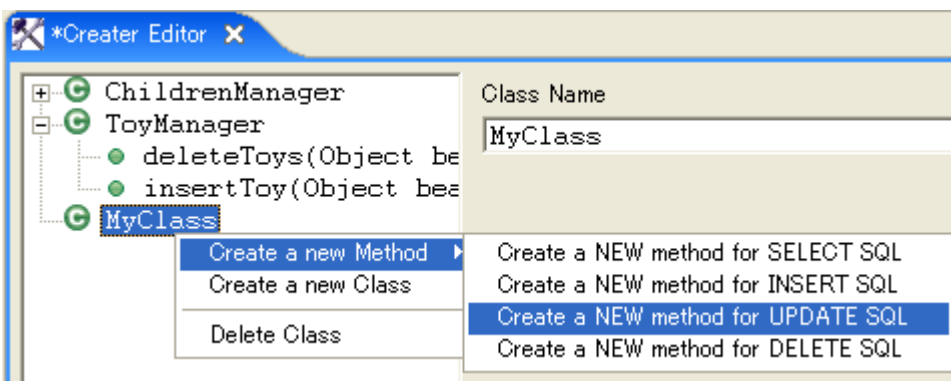 *Creater Editor
ChildrenManager
ToyManager
deleteToys(Object be
insertToy(Object bea
MyClass
Class Name
MyClass
Create a new Method
Create a new Class
Delete Class
Create a NEW method for SELECT SQL
Create a NEW method for INSERT SQL
Create a NEW method for UPDATE SQL
Create a NEW method for DELETE SQL